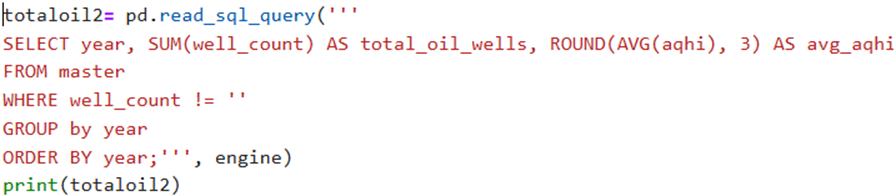 totaloil2= pd.read_sql_query('''
SELECT year, SUM(well_count) AS total_oil_wells, ROUND(AVG(aqhi), 3) AS avg_aqhi
FROM master
WHERE well_count != ''
GROUP by year
ORDER BY year;''', engine)
print(totaloil2)